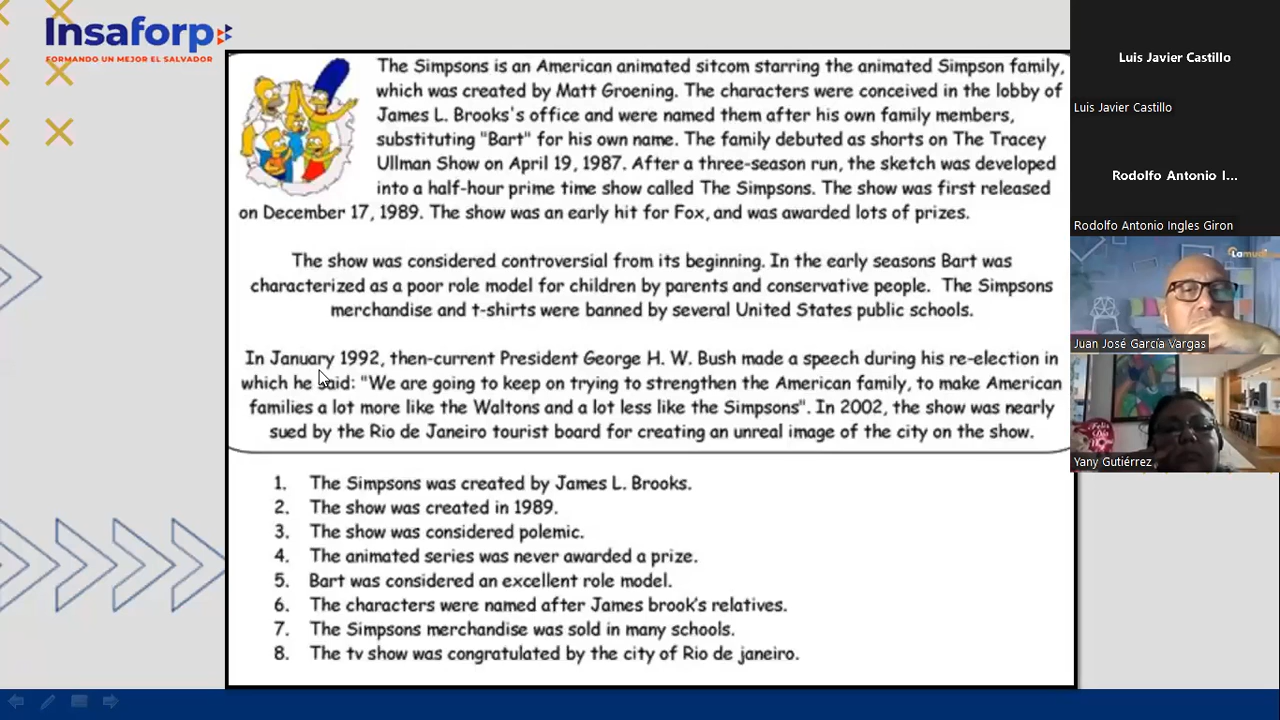 Insaforp
FORMANDO UN MEJOR EL SALVADOR
The Simpsons is an American animated sitcom starring the animated Simpson family,
which was created by Matt Groening. The characters were conceived in the lobby of
James L. Brooks's office and were named them after his own family members,
substituting "Bart" for his own name. The family debuted as shorts on The Tracey
Ullman Show on April 19, 1987. After a three-season run, the sketch was developed
into a half-hour prime time show called The Simpsons. The show was first released
on December 17, 1989. The show was an early hit for Fox, and was awarded lots of prizes.
The show was considered controversial from its beginning. In the early seasons Bart was
characterized as a poor role model for children by parents and conservative people. The Simpsons
merchandise and t-shirts were banned by several United States public schools.
In January 1992, then-current President George H. W. Bush made a speech during his re-election in
which he said: "We are going to keep on trying to strengthen the American family, to make American
families a lot more like the Waltons and a lot less like the Simpsons". In 2002, the show was nearly
sued by the Rio de Janeiro tourist board for creating an unreal image of the city on the show.
1. The Simpsons was created by James L. Brooks.
2. The show was created in 1989.
3. The show was considered polemic.
4. The animated series was never awarded a prize.
5. Bart was considered an excellent role model.
6. The characters were named after James brook's relatives.
7. The Simpsons merchandise was sold in many schools.
8. The tv show was congratulated by the city of Rio de janeiro.
Luis Javier Castillo
Luis Javier Castillo
Rodolfo Antonio I...
Rodolfo Antonio Ingles Giron
Juan José García Vargas
Yany Gutiérrez